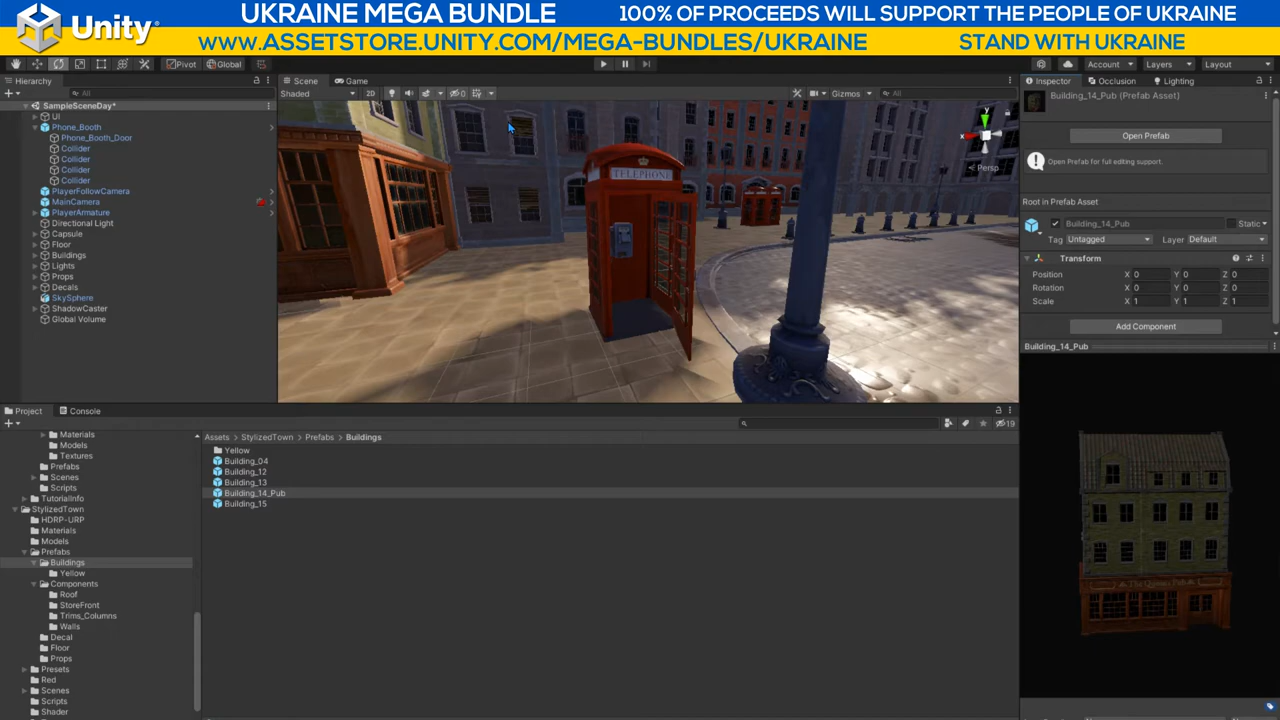 Unity
UKRAINE MEGA BUNDLE
100% OF PROCEEDS WILL SUPPORT THE PEOPLE OF UKRAINE
WWW.ASSETSTORE.UNITY.COM/MEGA-BUNDLES/UKRAINE
STAND WITH UKRAINE
Pivot
Global
Account
Layers
Layout
Hierarchy
All
SampleSceneDay*
UI
Phone_Booth
Phone_Booth_Door
Collider
Collider
Collider
Collider
PlayerFollowCamera
MainCamera
PlayerArmature
Directional Light
Capsule
Floor
Buildings
Lights
Props
Decals
SkySphere
ShadowCaster
Global Volume
Scene
Game
Shaded
2D
0
Gizmos
All
TELEPHONE
x
Persp
Inspector
Occlusion
Lighting
Building_14_Pub (Prefab Asset)
Open Prefab
Open Prefab for full editing support.
Root in Prefab Asset
Building_14_Pub
Static
Tag Untagged
Layer Default
Transform
Position X 0 Y 0 Z 0
Rotation X 0 Y 0 Z 0
Scale X 1 Y 1 Z 1
Add Component
Building_14_Pub
Project
Console
19
Materials
Models
Textures
Prefabs
Scenes
Scripts
TutorialInfo
StylizedTown
HDRP-URP
Materials
Models
Prefabs
Buildings
Yellow
Components
Roof
StoreFront
Trims_Columns
Walls
Decal
Floor
Props
Presets
Red
Scenes
Scripts
Shader
Assets > StylizedTown > Prefabs > Buildings
Yellow
Building_04
Building_12
Building_13
Building_14_Pub
Building_15